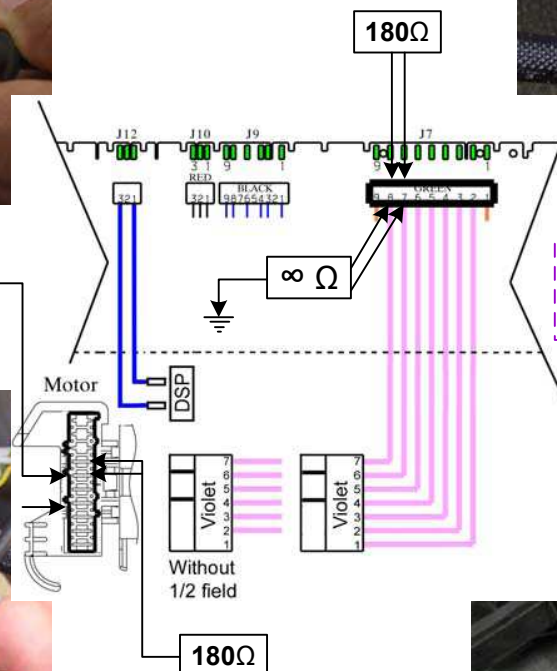 180Ω
J12 J10 J9 J7
3 1 9 1 9 1
RED
BLACK
GREEN
321 321 987654321 9 8 7 6 5 4 3 2 1
∞ Ω
Motor
DSP
7
6
5
4
3
2
1
Violet
7
6
5
4
3
2
1
Violet
Without
1/2 field
180Ω